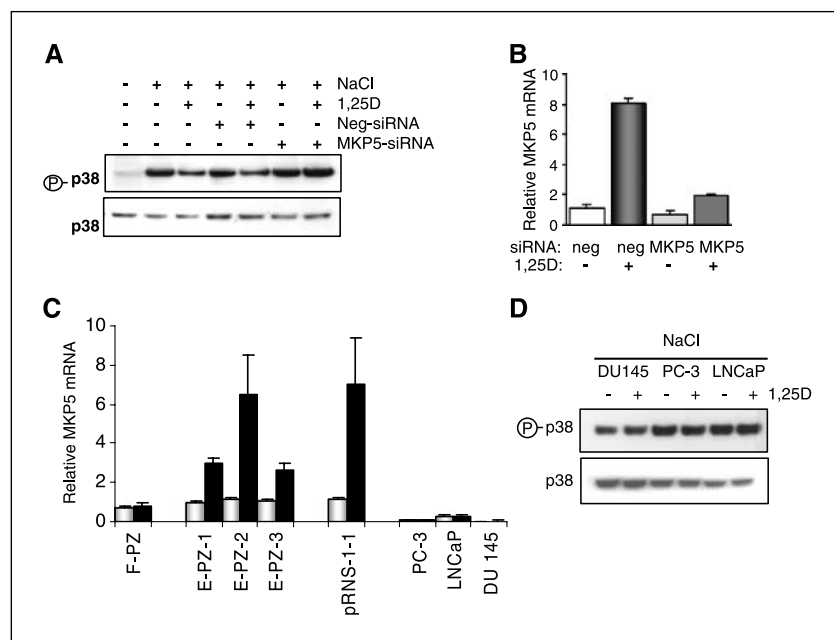 A
- + + + + + + NaCl
- - + - + - + 1,25D
- - - + + - - Neg-siRNA
- - - - - + + MKP5-siRNA
P-p38
p38
B
Relative MKP5 mRNA
8
6
4
2
0
siRNA: neg neg MKP5 MKP5
1,25D: - + - +
C
Relative MKP5 mRNA
10
8
6
4
2
0
F-PZ
E-PZ-1
E-PZ-2
E-PZ-3
pRNS-1-1
PC-3
LNCaP
DU 145
D
NaCl
DU145 PC-3 LNCaP
- + - + - + 1,25D
P-p38
p38